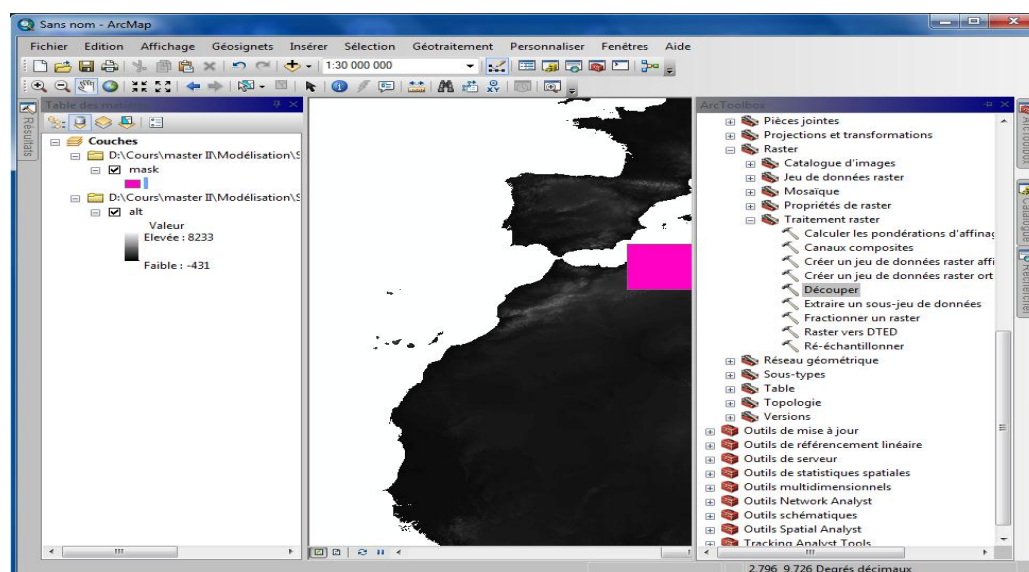 Sans nom - ArcMap
Fichier Edition Affichage Géosignets Insérer Sélection Géotraitement Personnaliser Fenêtres Aide
1:30 000 000
Table des
ArcToolbox
Résultats
Couches
D:\Cours\master II\Modélisation\S
mask
D:\Cours\master II\Modélisation\S
alt
Valeur
Elevée : 8233
Faible : -431
Pièces jointes
Projections et transformations
Raster
Catalogue d'images
Jeu de données raster
Mosaïque
Propriétés de raster
Traitement raster
Calculer les pondérations d'affinag
Canaux composites
Créer un jeu de données raster affi
Créer un jeu de données raster ort
Découper
Extraire un sous-jeu de données
Fractionner un raster
Raster vers DTED
Ré-échantillonner
Réseau géométrique
Sous-types
Table
Topologie
Versions
Outils de mise à jour
Outils de référencement linéaire
Outils de serveur
Outils de statistiques spatiales
Outils multidimensionnels
Outils Network Analyst
Outils schématiques
Outils Spatial Analyst
Tracking Analyst Tools
ArcToolbox
Catalogue
Rechercher
2,796 9,726 Degrés décimaux